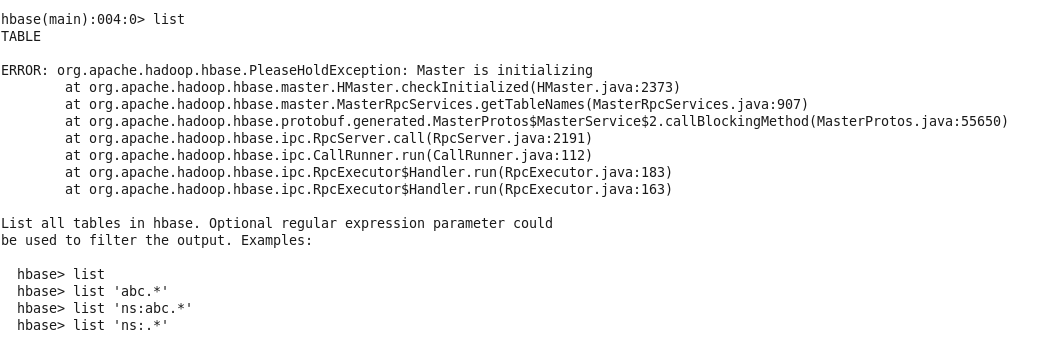 hbase(main):004:0> list
TABLE
ERROR: org.apache.hadoop.hbase.PleaseHoldException: Master is initializing
        at org.apache.hadoop.hbase.master.HMaster.checkInitialized(HMaster.java:2373)
        at org.apache.hadoop.hbase.master.MasterRpcServices.getTableNames(MasterRpcServices.java:907)
        at org.apache.hadoop.hbase.protobuf.generated.MasterProtos$MasterService$2.callBlockingMethod(MasterProtos.java:55650)
        at org.apache.hadoop.hbase.ipc.RpcServer.call(RpcServer.java:2191)
        at org.apache.hadoop.hbase.ipc.CallRunner.run(CallRunner.java:112)
        at org.apache.hadoop.hbase.ipc.RpcExecutor$Handler.run(RpcExecutor.java:183)
        at org.apache.hadoop.hbase.ipc.RpcExecutor$Handler.run(RpcExecutor.java:163)
List all tables in hbase. Optional regular expression parameter could
be used to filter the output. Examples:
  hbase> list
  hbase> list 'abc.*'
  hbase> list 'ns:abc.*'
  hbase> list 'ns:.*'